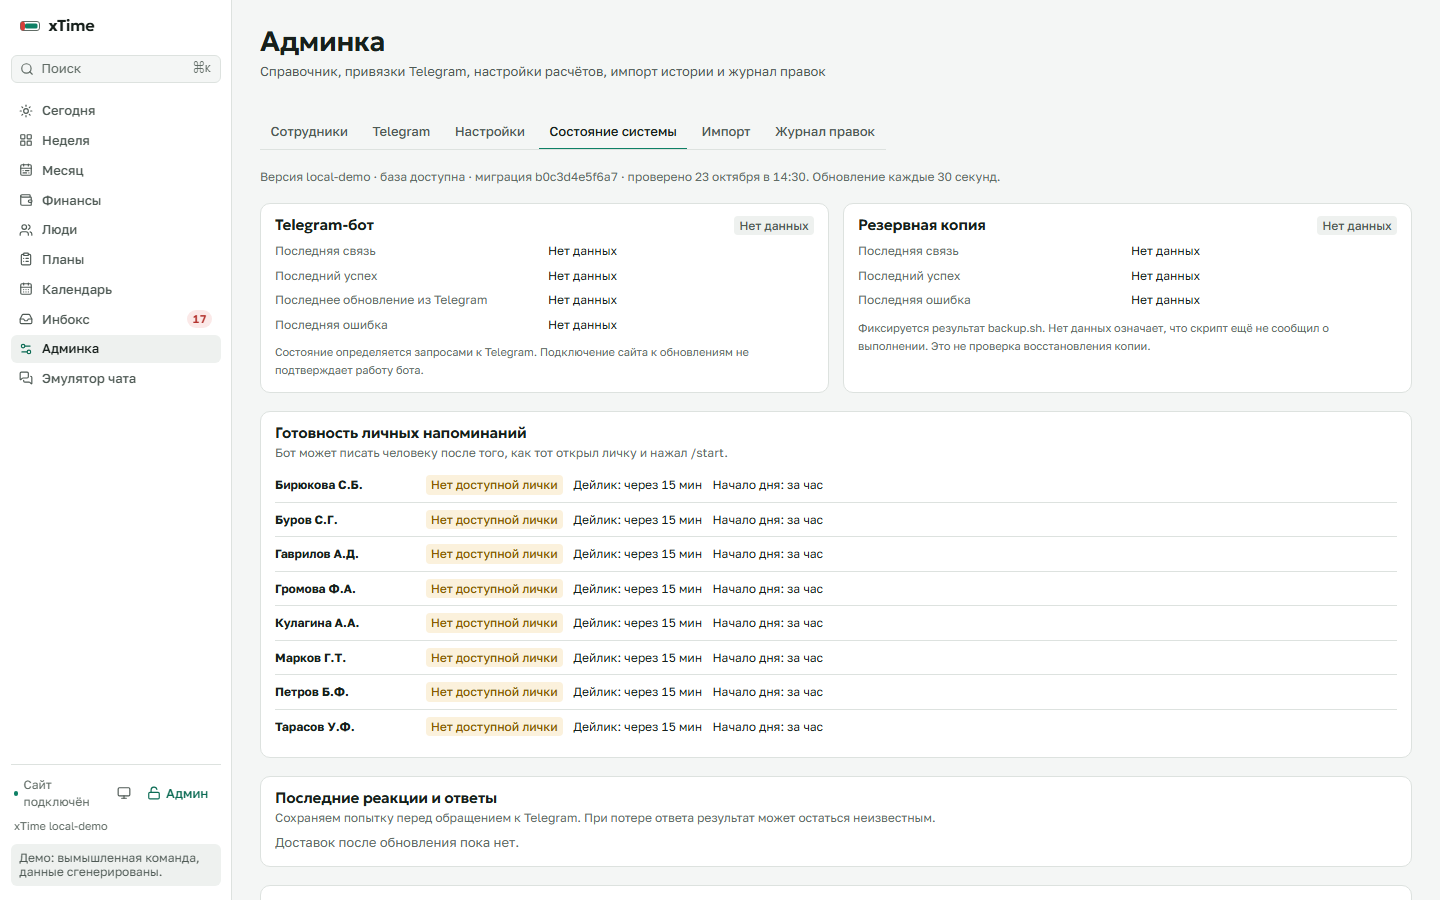 xTime
Поиск ⌘K
Сегодня
Неделя
Месяц
Финансы
Люди
Планы
Календарь
Инбокс 17
Админка
Эмулятор чата
Сайт подключён
Админ
xTime local-demo
Демо: вымышленная команда,
данные сгенерированы.
Админка
Справочник, привязки Telegram, настройки расчётов, импорт истории и журнал правок
Сотрудники Telegram Настройки Состояние системы Импорт Журнал правок
Версия local-demo · база доступна · миграция b0c3d4e5f6a7 · проверено 23 октября в 14:30. Обновление каждые 30 секунд.
Telegram-бот Нет данных
Последняя связь Нет данных
Последний успех Нет данных
Последнее обновление из Telegram Нет данных
Последняя ошибка Нет данных
Состояние определяется запросами к Telegram. Подключение сайта к обновлениям не
подтверждает работу бота.
Резервная копия Нет данных
Последняя связь Нет данных
Последний успех Нет данных
Последняя ошибка Нет данных
Фиксируется результат backup.sh. Нет данных означает, что скрипт ещё не сообщил о
выполнении. Это не проверка восстановления копии.
Готовность личных напоминаний
Бот может писать человеку после того, как тот открыл личку и нажал /start.
Бирюкова С.Б. Нет доступной лички Дейлик: через 15 мин Начало дня: за час
Буров С.Г. Нет доступной лички Дейлик: через 15 мин Начало дня: за час
Гаврилов А.Д. Нет доступной лички Дейлик: через 15 мин Начало дня: за час
Громова Ф.А. Нет доступной лички Дейлик: через 15 мин Начало дня: за час
Кулагина А.А. Нет доступной лички Дейлик: через 15 мин Начало дня: за час
Марков Г.Т. Нет доступной лички Дейлик: через 15 мин Начало дня: за час
Петров Б.Ф. Нет доступной лички Дейлик: через 15 мин Начало дня: за час
Тарасов У.Ф. Нет доступной лички Дейлик: через 15 мин Начало дня: за час
Последние реакции и ответы
Сохраняем попытку перед обращением к Telegram. При потере ответа результат может остаться неизвестным.
Доставок после обновления пока нет.